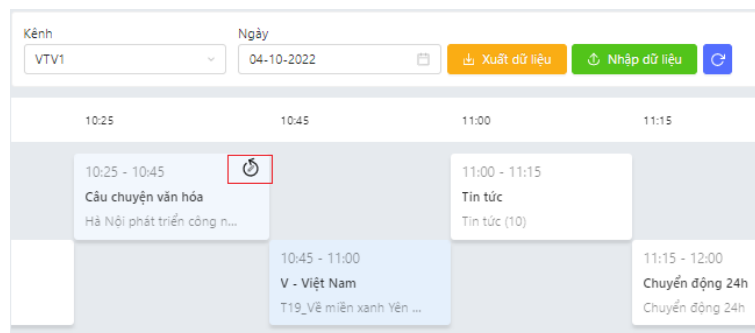 Kênh
Ngày
VTV1
04-10-2022
Xuất dữ liệu
Nhập dữ liệu
10:25
10:45
11:00
11:15
10:25 - 10:45
Câu chuyện văn hóa
Hà Nội phát triển công n...
11:00 - 11:15
Tin tức
Tin tức (10)
10:45 - 11:00
V - Việt Nam
T19_Về miền xanh Yên ...
11:15 - 12:00
Chuyển động 24h
Chuyển động 24h